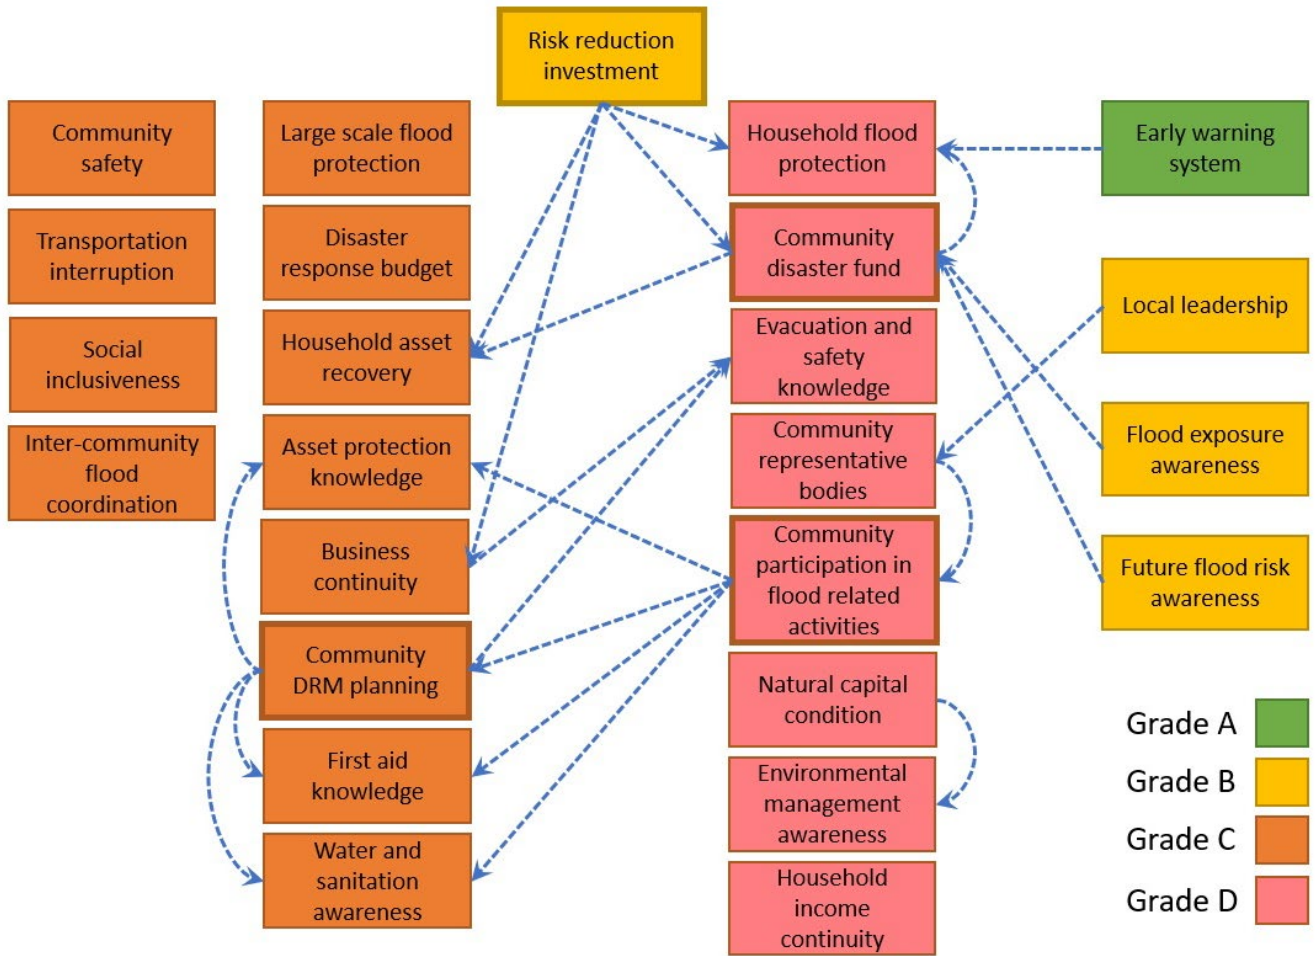 Risk reduction
investment
Community
safety
Transportation
interruption
Social
inclusiveness
Inter-community
flood
coordination
Large scale flood
protection
Disaster
response budget
Household asset
recovery
Asset protection
knowledge
Business
continuity
Community
DRM planning
First aid
knowledge
Water and
sanitation
awareness
Household flood
protection
Community
disaster fund
Evacuation and
safety
knowledge
Community
representative
bodies
Community
participation in
flood related
activities
Natural capital
condition
Environmental
management
awareness
Household
income
continuity
Early warning
system
Local leadership
Flood exposure
awareness
Future flood risk
awareness
Grade A
Grade B
Grade C
Grade D